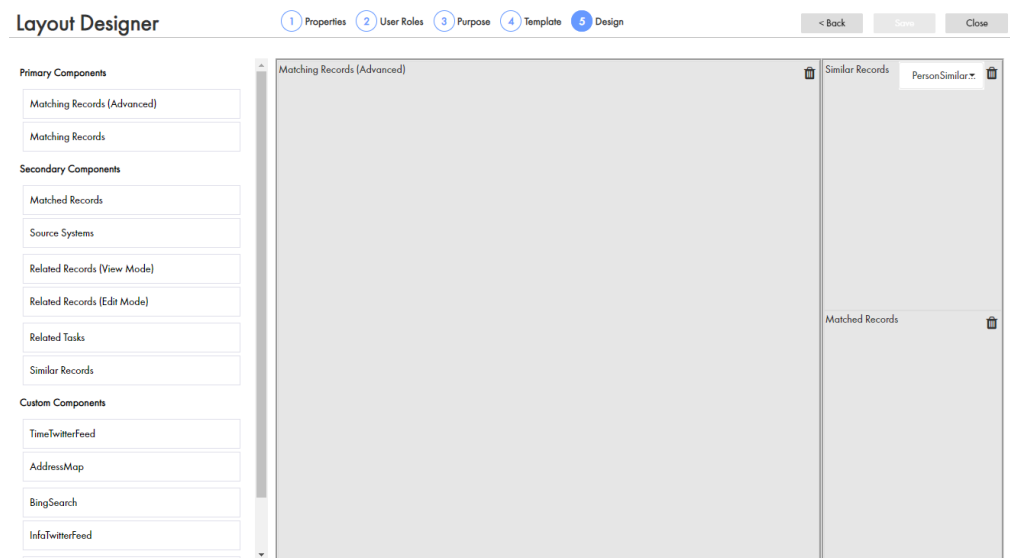 Layout Designer
1 Properties 2 User Roles 3 Purpose 4 Template 5 Design
< Back Save Close
Primary Components
Matching Records (Advanced)
Matching Records
Secondary Components
Matched Records
Source Systems
Related Records (View Mode)
Related Records (Edit Mode)
Related Tasks
Similar Records
Custom Components
TimeTwitterFeed
AddressMap
BingSearch
InfaTwitterFeed
Matching Records (Advanced)
Similar Records PersonSimilar...
Matched Records